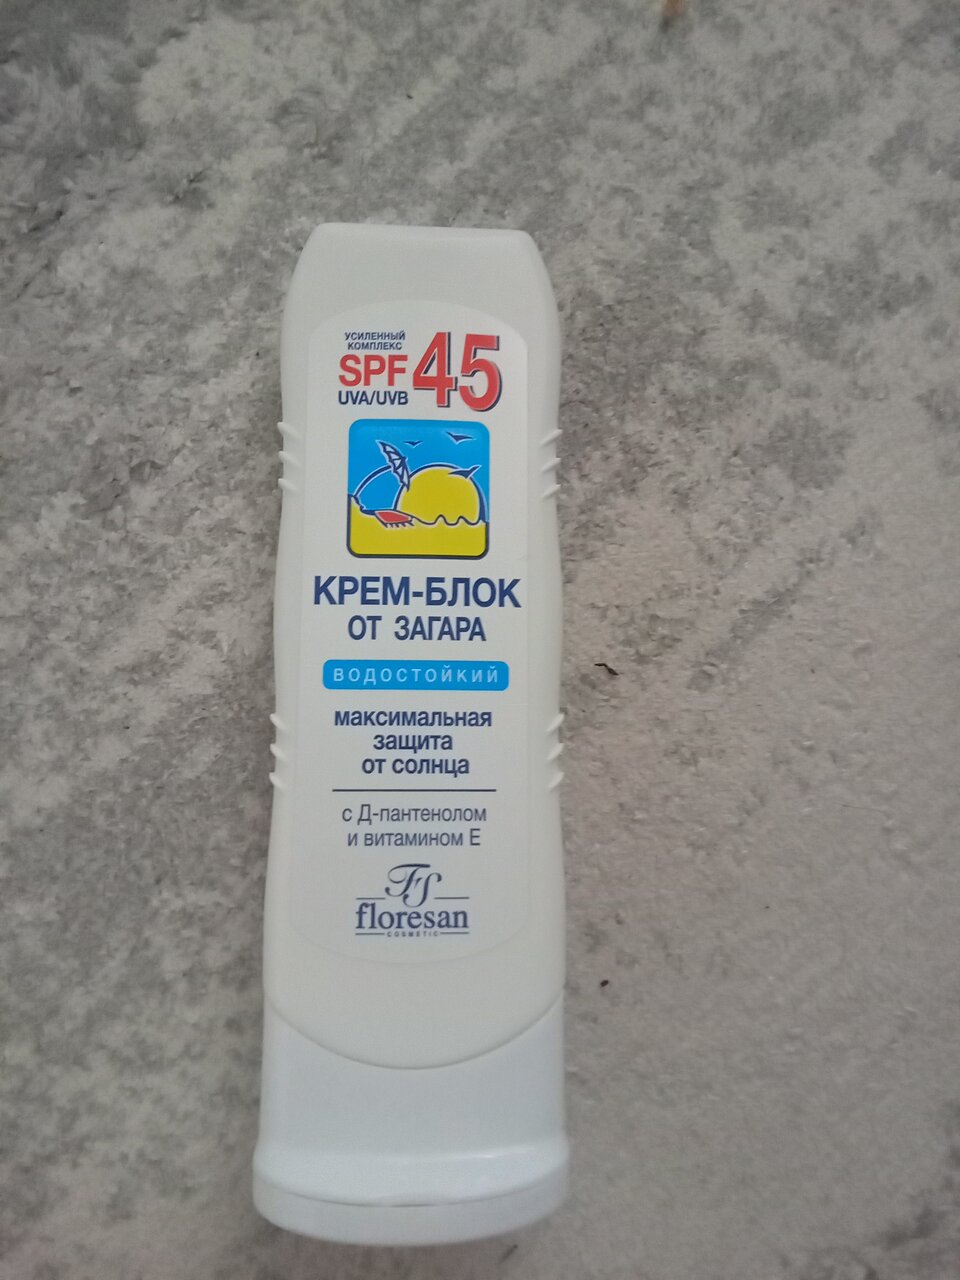 УСИЛЕННЫЙ
КОМПЛЕКС
SPF 45
UVA/UVB
КРЕМ-БЛОК
ОТ ЗАГАРА
ВОДОСТОЙКИЙ
максимальная
защита
от солнца
с Д-пантенолом
и витамином Е
FS
floresan
COSMETIC